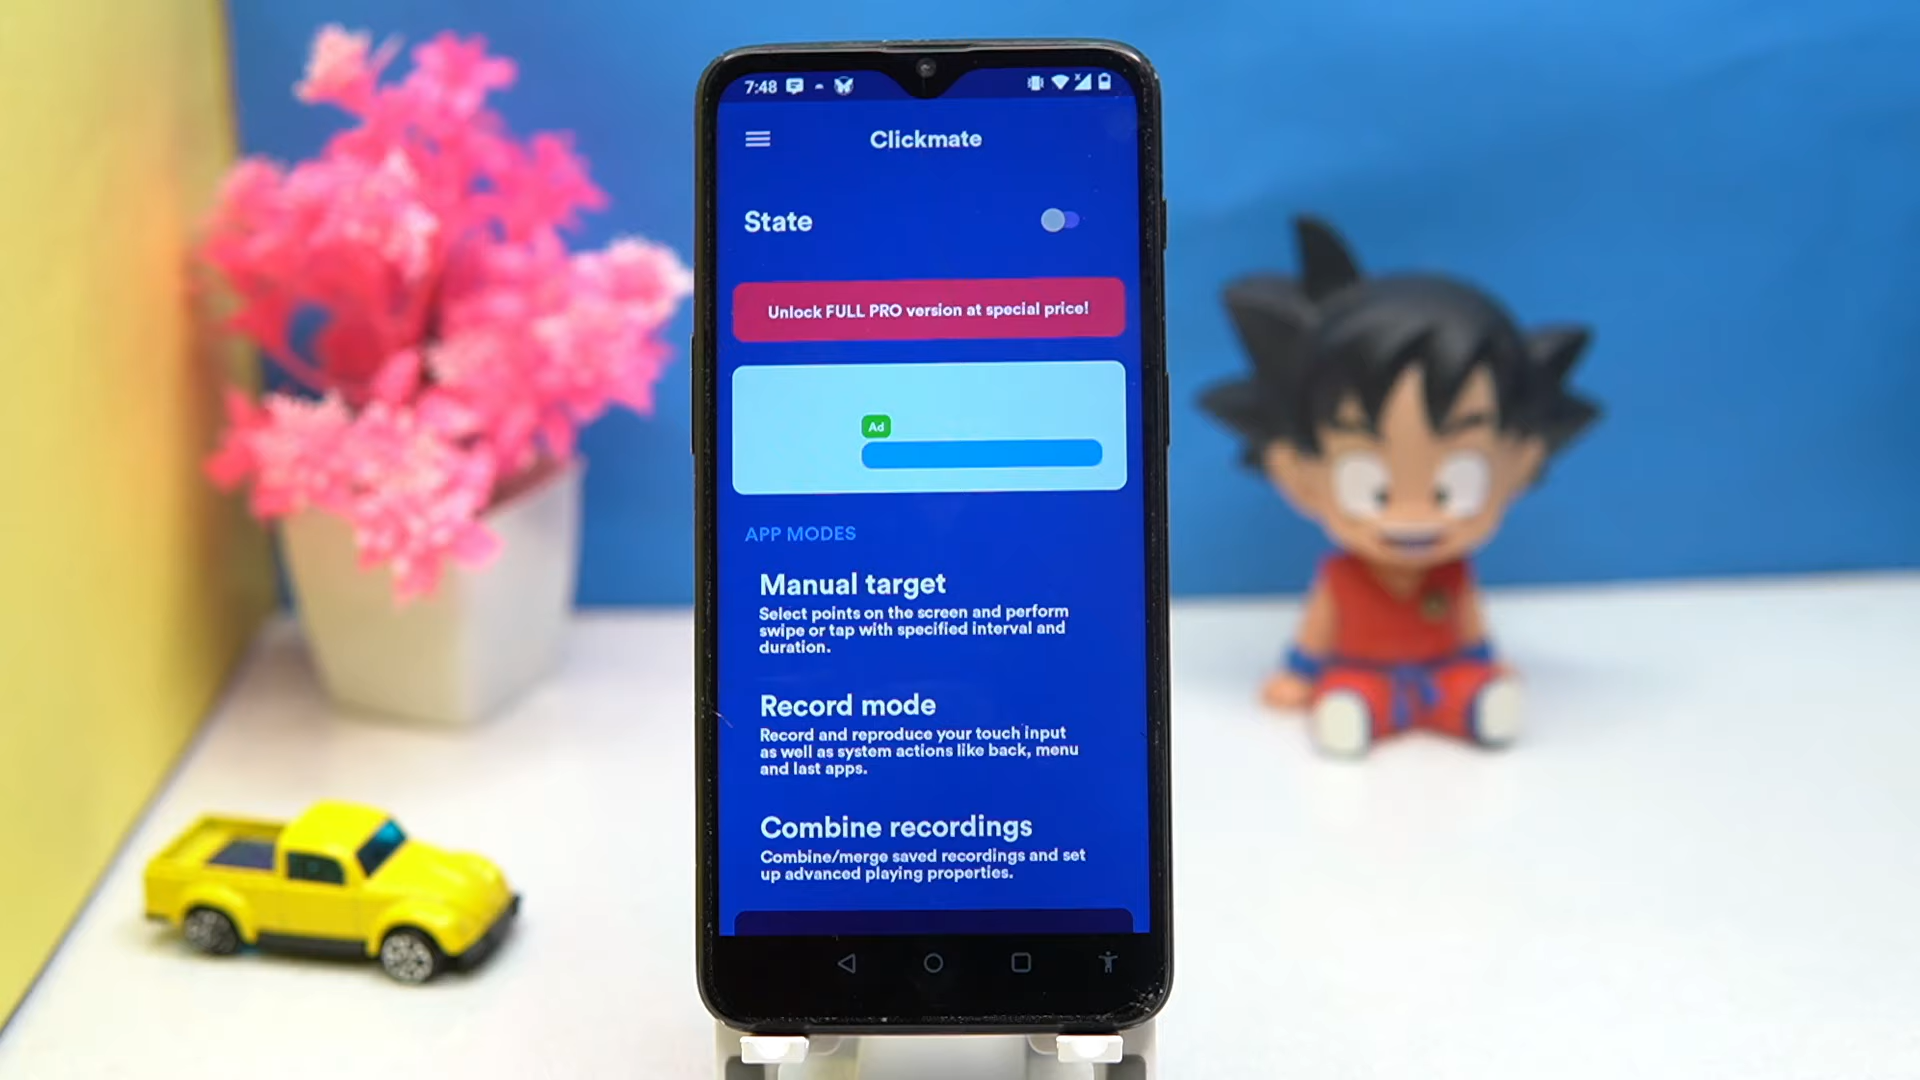 7:48
Clickmate
State
Unlock FULL PRO version at special price!
Ad
APP MODES
Manual target
Select points on the screen and perform
swipe or tap with specified interval and
duration.
Record mode
Record and reproduce your touch input
as well as system actions like back, menu
and last apps.
Combine recordings
Combine/merge saved recordings and set
up advanced playing properties.